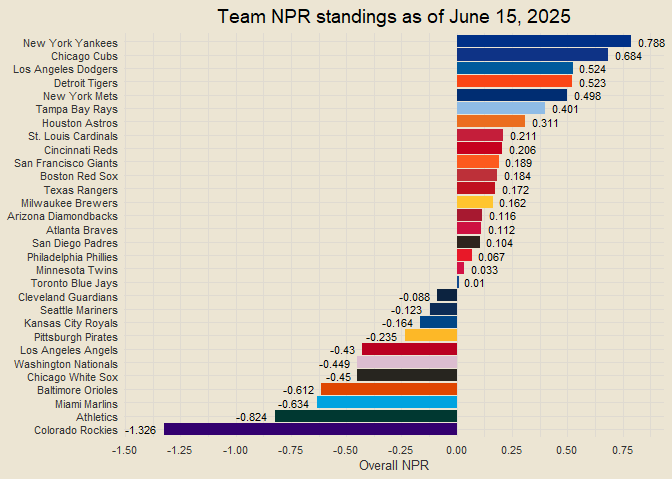 Team NPR standings as of June 15, 2025
New York Yankees 0.788
Chicago Cubs 0.684
Los Angeles Dodgers 0.524
Detroit Tigers 0.523
New York Mets 0.498
Tampa Bay Rays 0.401
Houston Astros 0.311
St. Louis Cardinals 0.211
Cincinnati Reds 0.206
San Francisco Giants 0.189
Boston Red Sox 0.184
Texas Rangers 0.172
Milwaukee Brewers 0.162
Arizona Diamondbacks 0.116
Atlanta Braves 0.112
San Diego Padres 0.104
Philadelphia Phillies 0.067
Minnesota Twins 0.033
Toronto Blue Jays 0.01
Cleveland Guardians -0.088
Seattle Mariners -0.123
Kansas City Royals -0.164
Pittsburgh Pirates -0.235
Los Angeles Angels -0.43
Washington Nationals -0.449
Chicago White Sox -0.45
Baltimore Orioles -0.612
Miami Marlins -0.634
Athletics -0.824
Colorado Rockies -1.326
-1.50 -1.25 -1.00 -0.75 -0.50 -0.25 0.00 0.25 0.50 0.75
Overall NPR